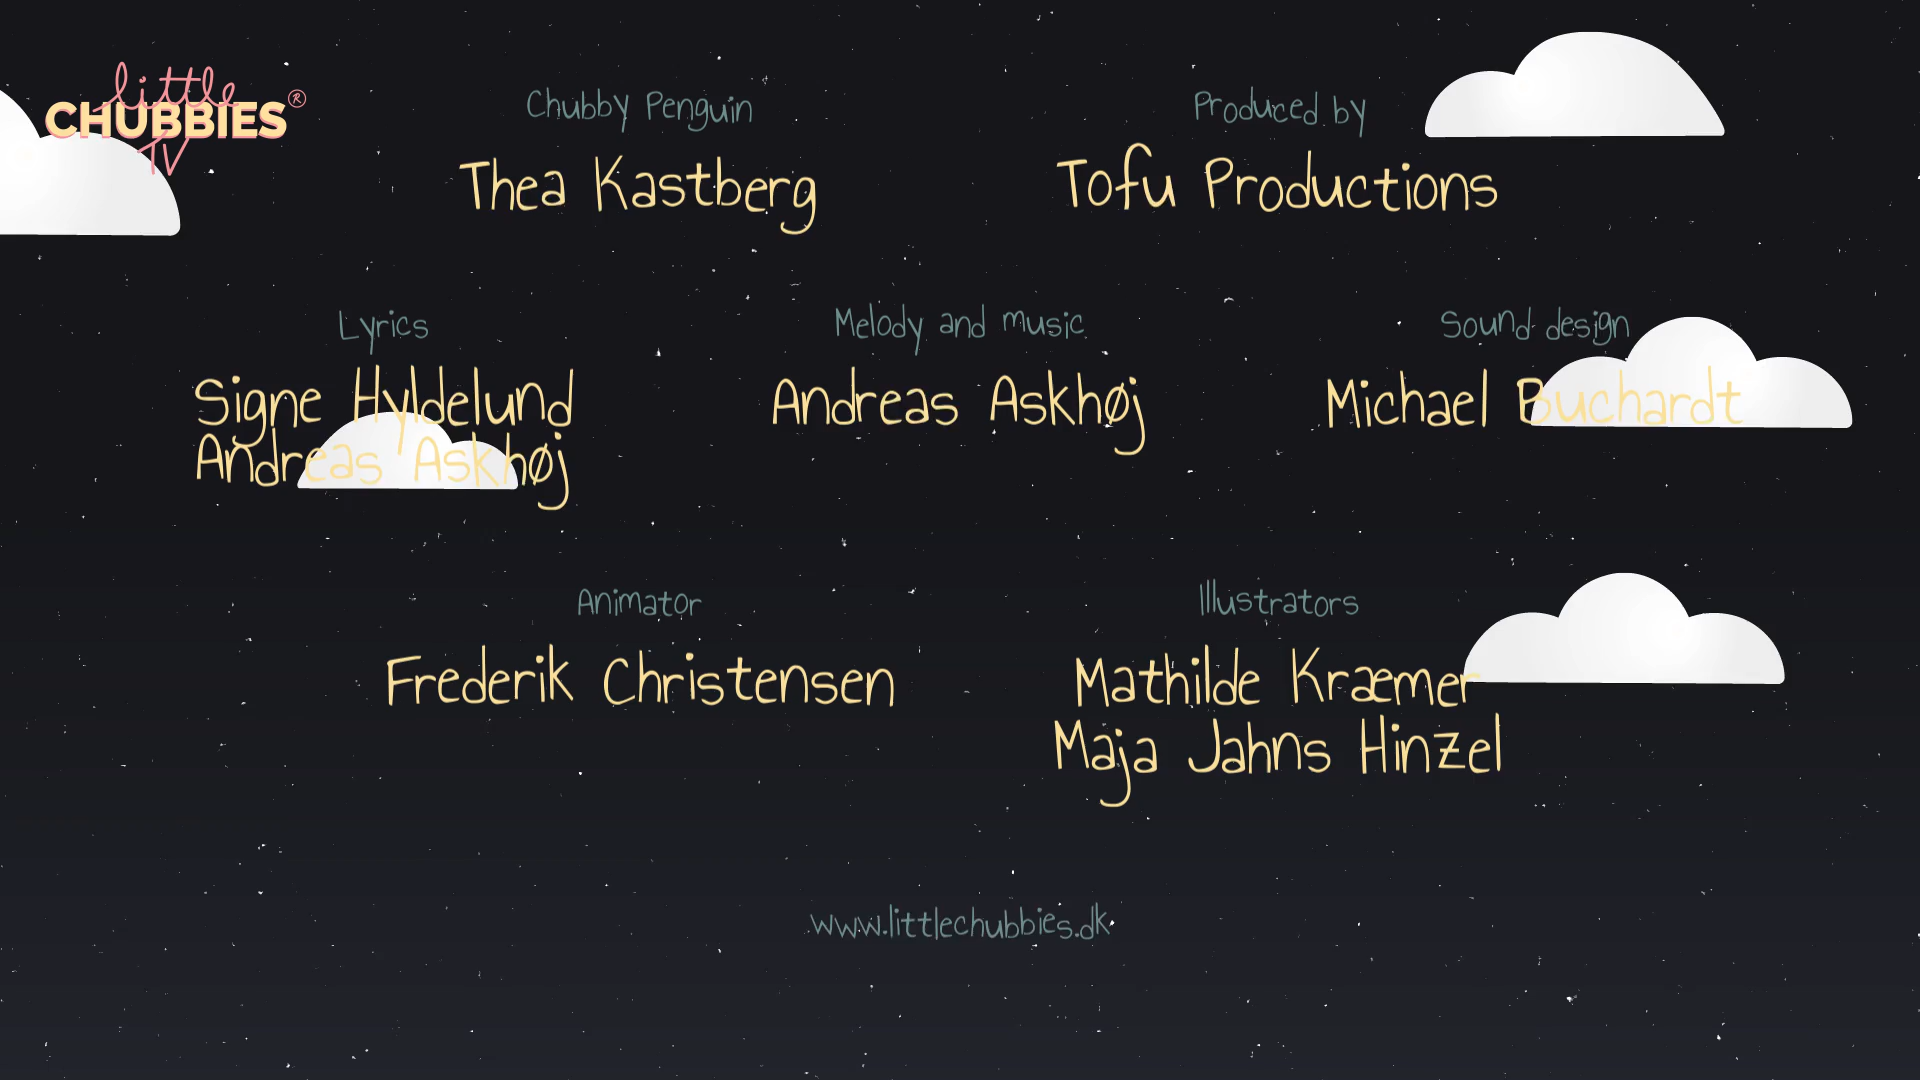 little
CHUBBIES®
TV
Chubby Penguin
Thea Kastberg
Produced by
Tofu Productions
Lyrics
Signe Hyldelund
Andreas Askhøj
Melody and music
Andreas Askhøj
Sound design
Michael Buchardt
Animator
Frederik Christensen
Illustrators
Mathilde Kræmer
Maja Jahns Hinzel
www.littlechubbies.dk